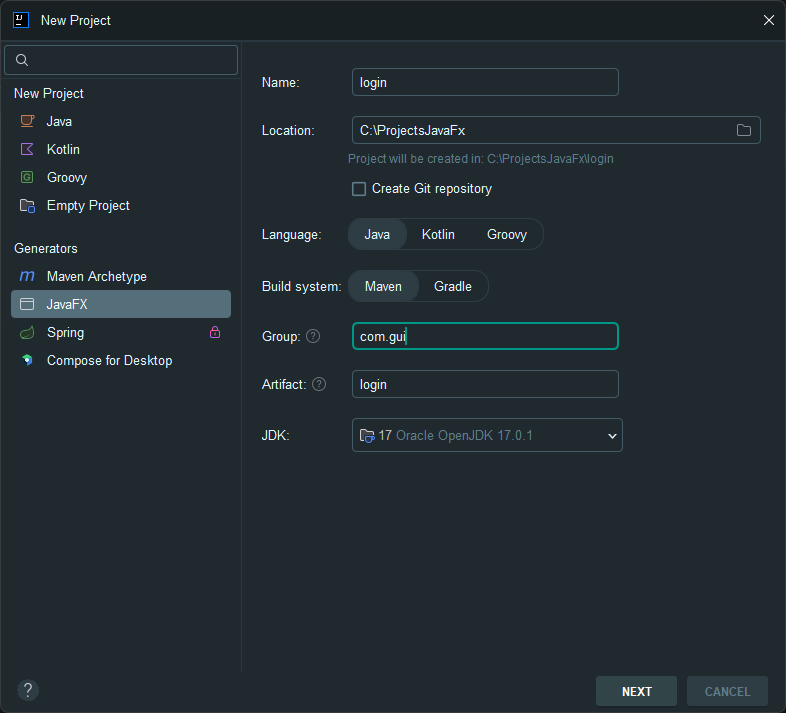 New Project
New Project
Java
Kotlin
Groovy
Empty Project
Generators
Maven Archetype
JavaFX
Spring
Compose for Desktop
Name: login
Location: C:\ProjectsJavaFx
Project will be created in: C:\ProjectsJavaFx\login
Create Git repository
Language: Java Kotlin Groovy
Build system: Maven Gradle
Group: ? com.gui
Artifact: ? login
JDK: 17 Oracle OpenJDK 17.0.1
? NEXT CANCEL